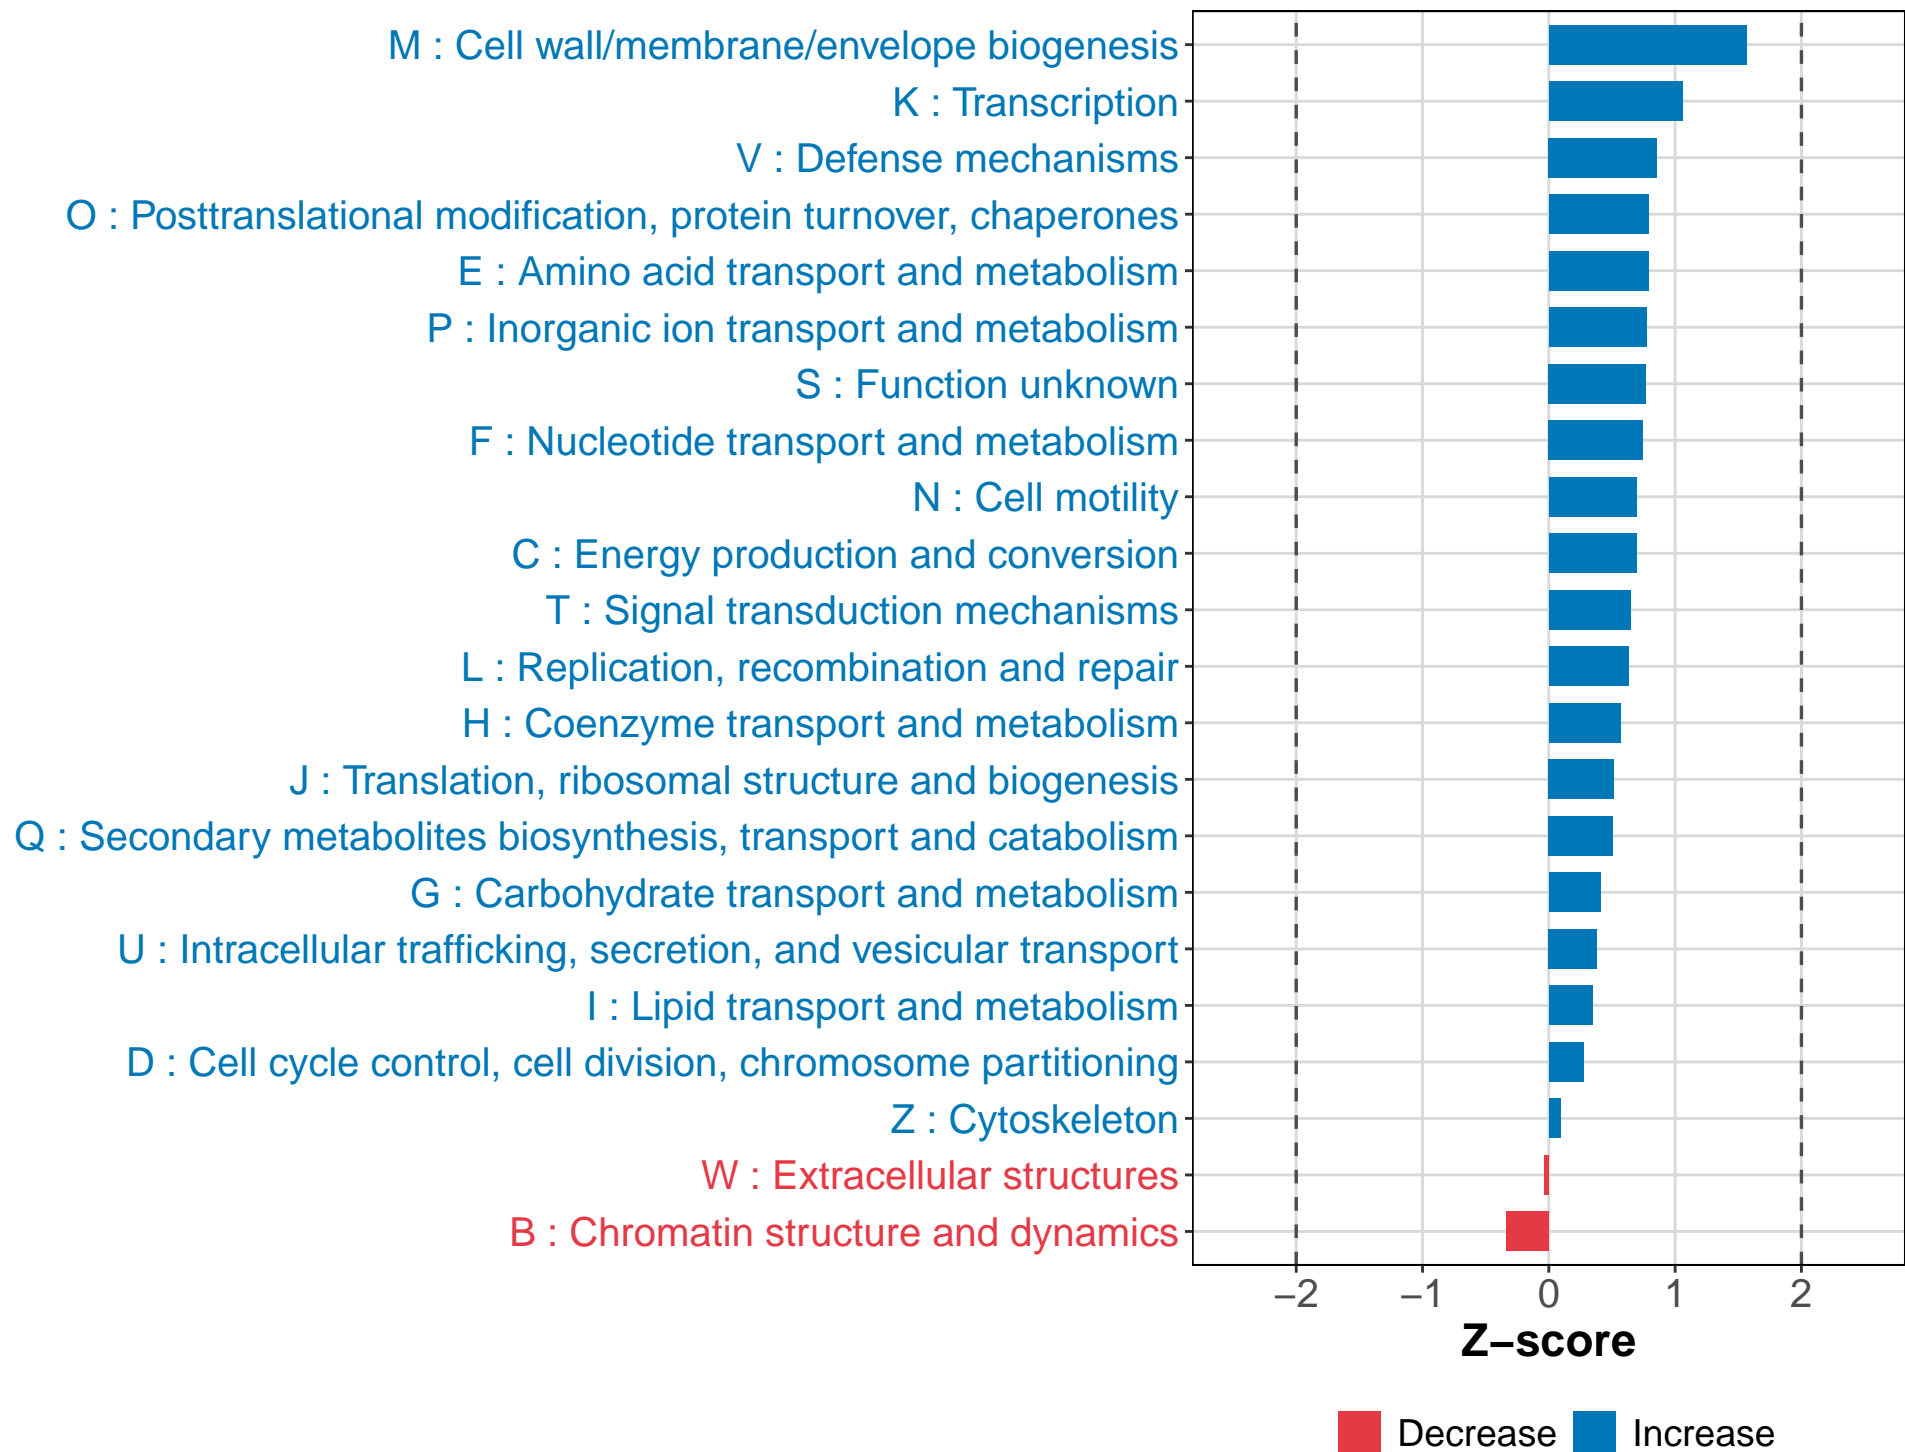 M : Cell wall/membrane/envelope biogenesis
K : Transcription
V : Defense mechanisms
O : Posttranslational modification, protein turnover, chaperones
E : Amino acid transport and metabolism
P : Inorganic ion transport and metabolism
S : Function unknown
F : Nucleotide transport and metabolism
N : Cell motility
C : Energy production and conversion
T : Signal transduction mechanisms
L : Replication, recombination and repair
H : Coenzyme transport and metabolism
J : Translation, ribosomal structure and biogenesis
Q : Secondary metabolites biosynthesis, transport and catabolism
G : Carbohydrate transport and metabolism
U : Intracellular trafficking, secretion, and vesicular transport
I : Lipid transport and metabolism
D : Cell cycle control, cell division, chromosome partitioning
Z : Cytoskeleton
W : Extracellular structures
B : Chromatin structure and dynamics
−2 −1 0 1 2
Z−score
Decrease Increase